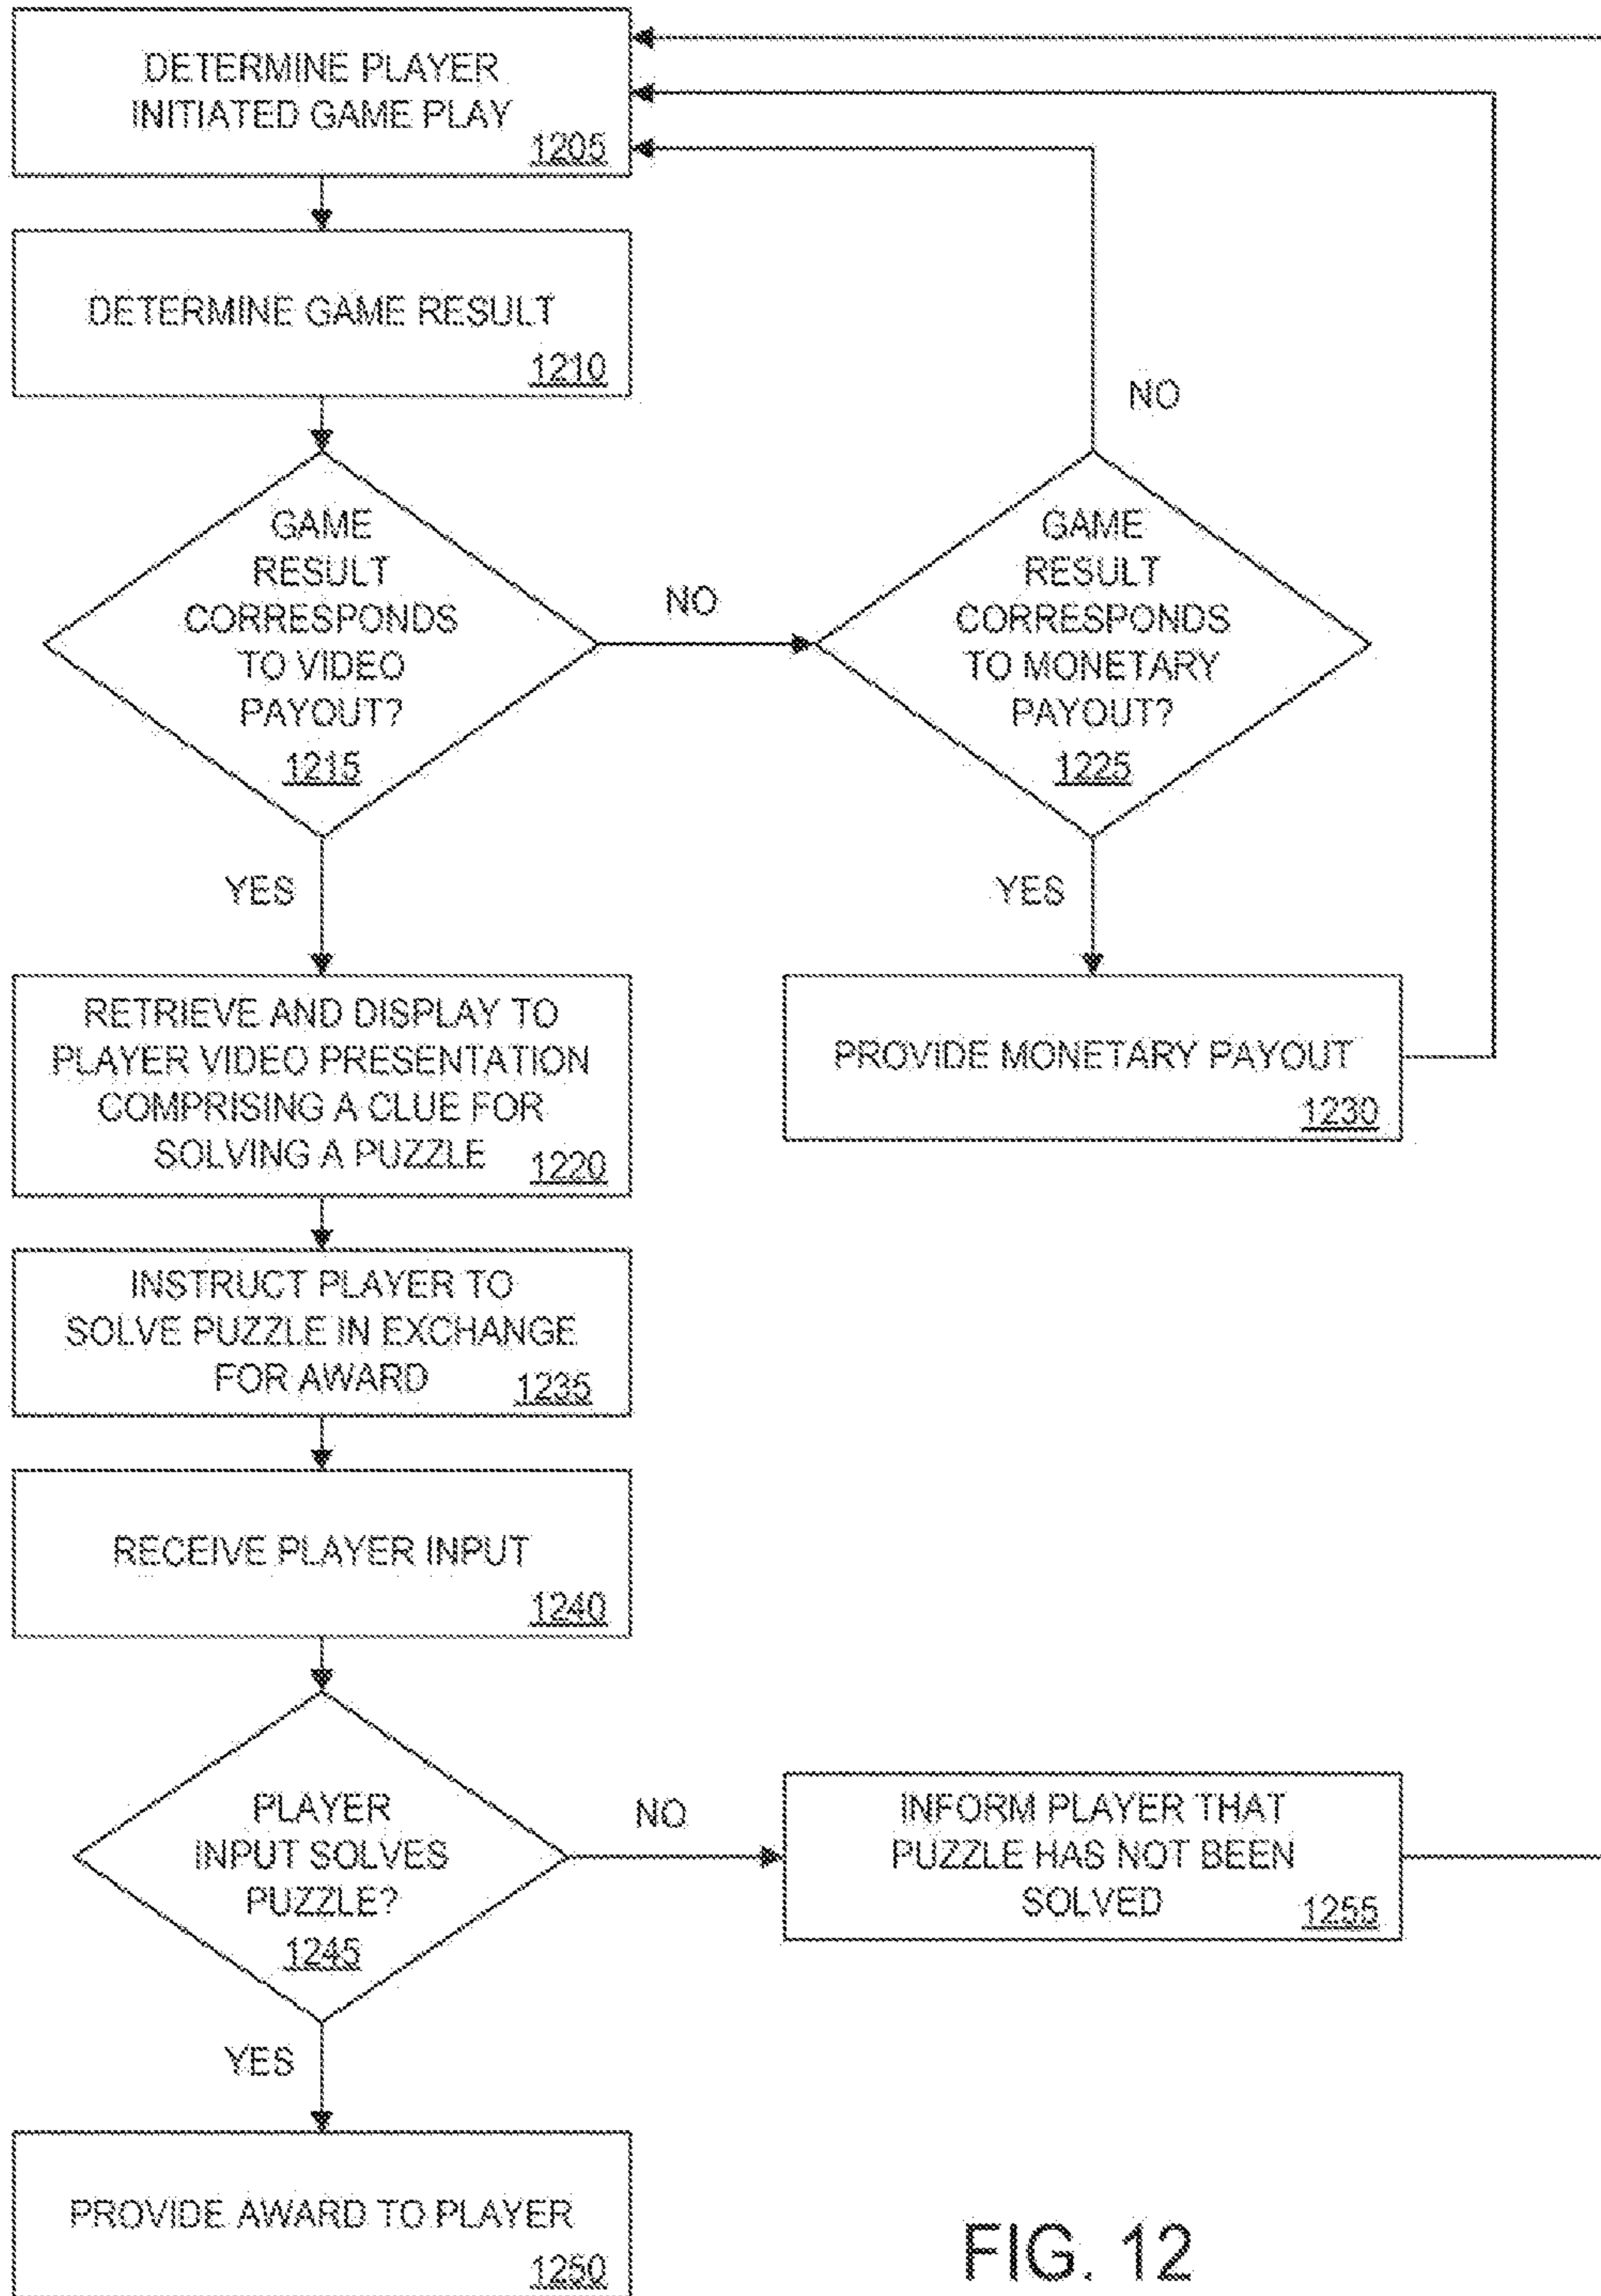 DETERMINE PLAYER
INITIATED GAME PLAY
1205
DETERMINE GAME RESULT
1210
NO
GAME
RESULT
CORRESPONDS
TO VIDEO
PAYOUT?
1215
NO
GAME
RESULT
CORRESPONDS
TO MONETARY
PAYOUT?
1225
YES
YES
RETRIEVE AND DISPLAY TO
PLAYER VIDEO PRESENTATION
COMPRISING A CLUE FOR
SOLVING A PUZZLE 1220
PROVIDE MONETARY PAYOUT
1230
INSTRUCT PLAYER TO
SOLVE PUZZLE IN EXCHANGE
FOR AWARD 1235
RECEIVE PLAYER INPUT
1240
PLAYER
INPUT SOLVES
PUZZLE?
1245
NO
INFORM PLAYER THAT
PUZZLE HAS NOT BEEN
SOLVED 1255
YES
PROVIDE AWARD TO PLAYER
1250
FIG. 12